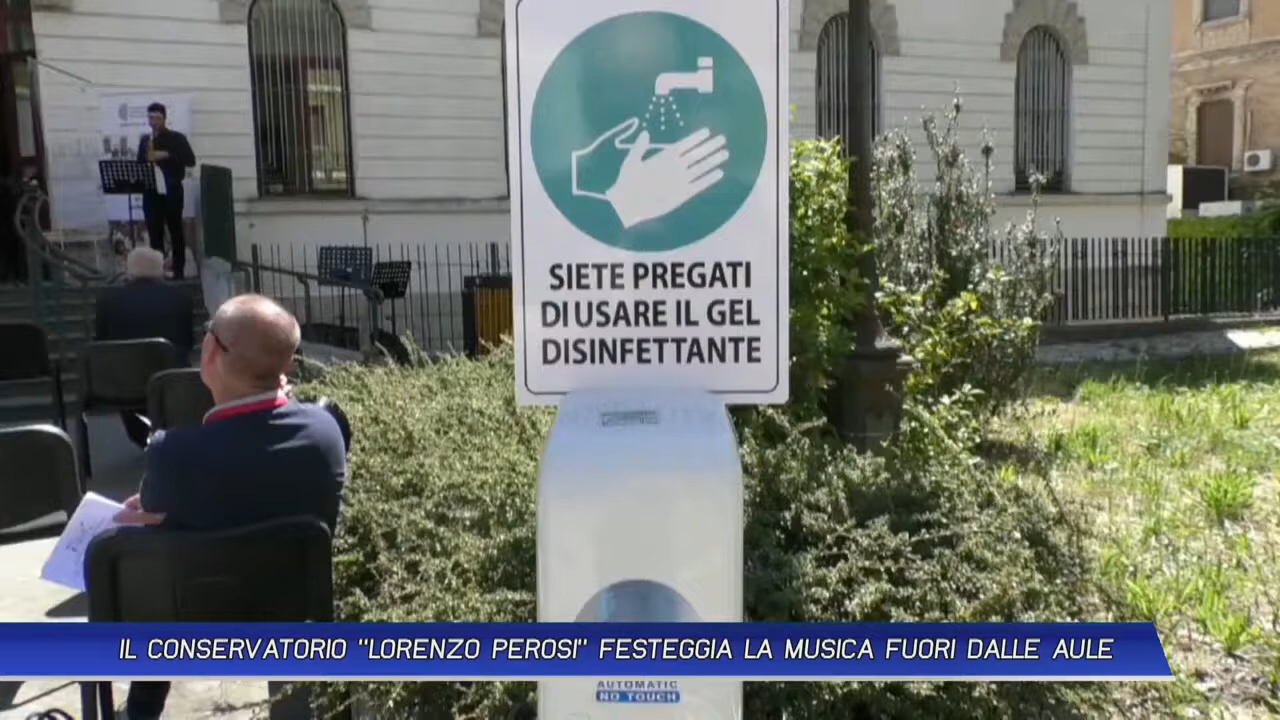 SIETE PREGATI
DI USARE IL GEL
DISINFETTANTE
IL CONSERVATORIO "LORENZO PEROSI" FESTEGGIA LA MUSICA FUORI DALLE AULE
AUTOMATIC
NO TOUCH